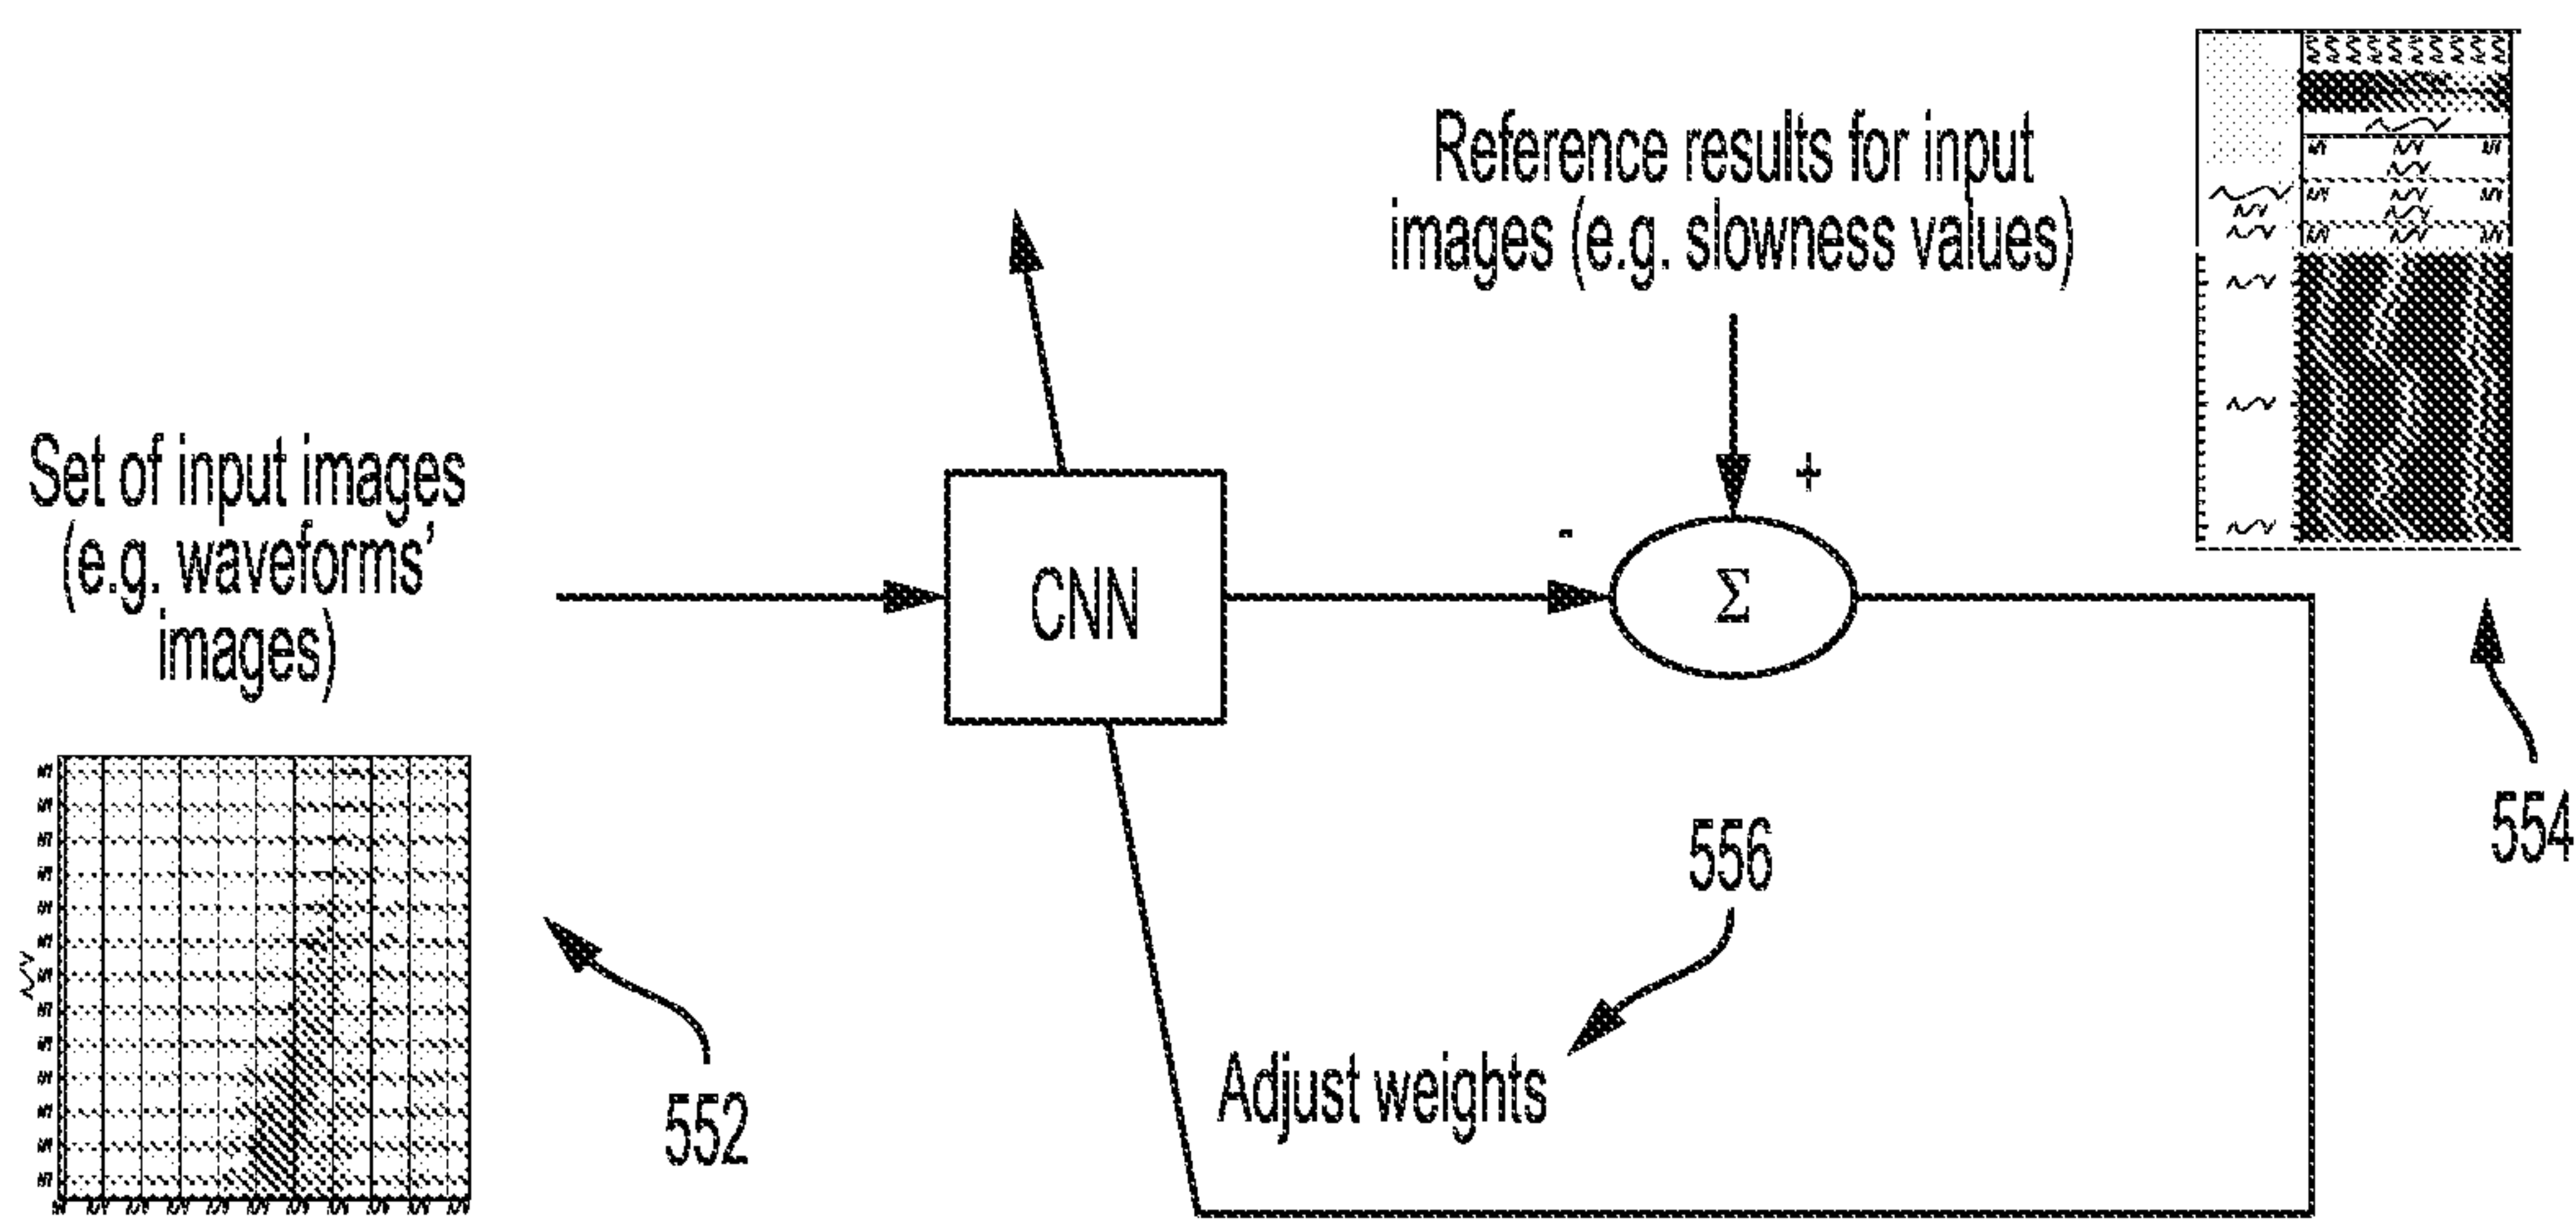 Reference results for input
images (e.g. slowness values)
+
-
Set of input images
(e.g. waveforms'
images)
CNN
Σ
554
556
Adjust weights
552